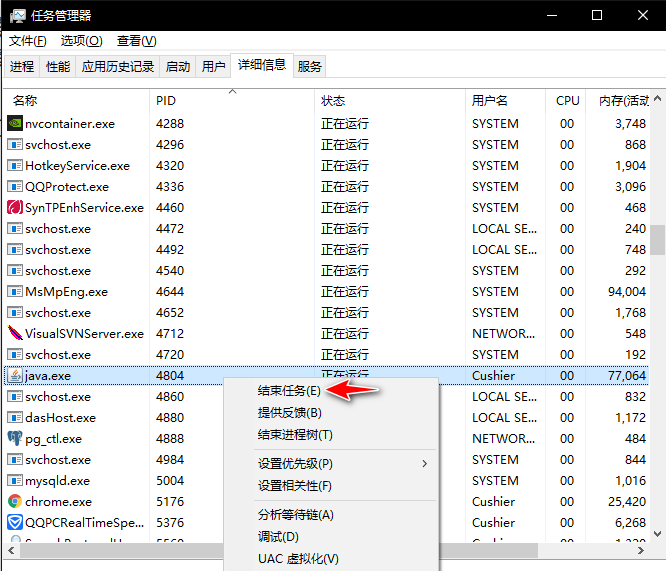 任务管理器
文件(F) 选项(O) 查看(V)
进程 性能 应用历史记录 启动 用户 详细信息 服务
名称 PID 状态 用户名 CPU 内存(活动
nvcontainer.exe 4288 正在运行 SYSTEM 00 3,748
svchost.exe 4296 正在运行 SYSTEM 00 868
HotkeyService.exe 4320 正在运行 SYSTEM 00 1,904
QQProtect.exe 4336 正在运行 SYSTEM 00 3,096
SynTPEnhService.exe 4460 正在运行 SYSTEM 00 468
svchost.exe 4472 正在运行 LOCAL SE... 00 240
svchost.exe 4492 正在运行 LOCAL SE... 00 748
svchost.exe 4540 正在运行 SYSTEM 00 292
MsMpEng.exe 4644 正在运行 SYSTEM 00 94,004
svchost.exe 4652 正在运行 SYSTEM 00 1,768
VisualSVNServer.exe 4712 正在运行 NETWOR... 00 548
svchost.exe 4720 正在运行 SYSTEM 00 192
java.exe 4804 正在运行 Cushier 00 77,064
svchost.exe 4860 LOCAL SE... 00 832
dasHost.exe 4880 LOCAL SE... 00 1,172
pg_ctl.exe 4888 NETWOR... 00 484
svchost.exe 4984 SYSTEM 00 844
mysqld.exe 5004 SYSTEM 00 1,016
chrome.exe 5176 Cushier 00 25,420
QQPCRealTimeSpe... 5376 Cushier 00 6,268
结束任务(E)
提供反馈(B)
结束进程树(T)
设置优先级(P)
设置相关性(F)
分析等待链(A)
调试(D)
UAC 虚拟化(V)